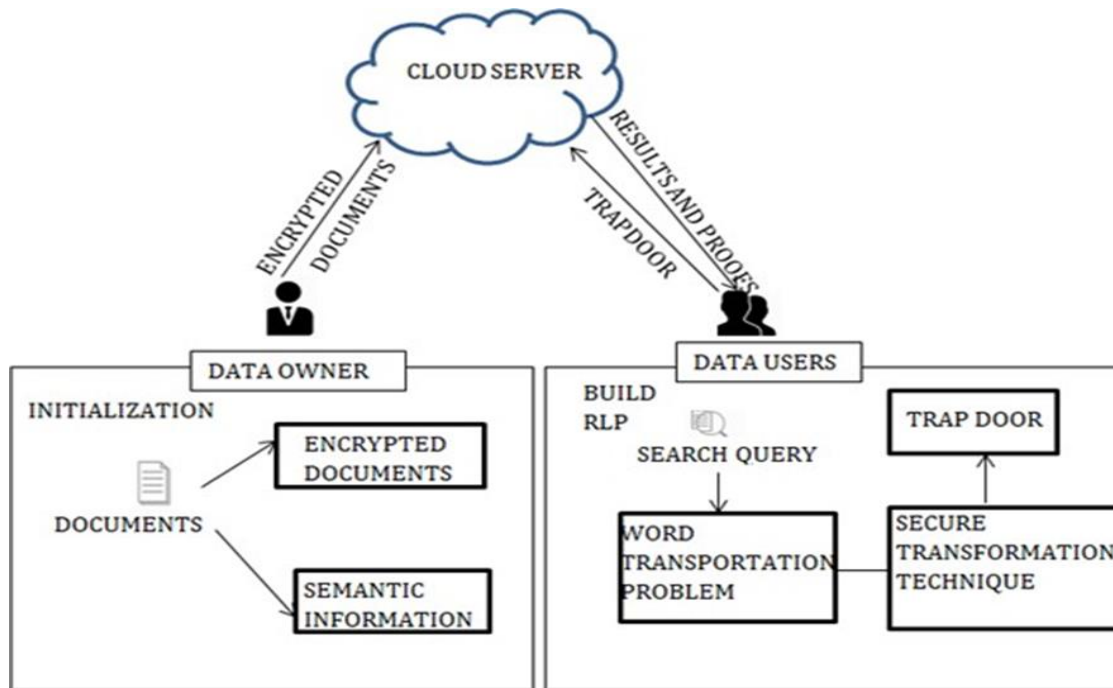 CLOUD SERVER
ENCRYPTED
DOCUMENTS
RESULTS AND PROOFS
TRAPDOOR
DATA OWNER
INITIALIZATION
DOCUMENTS
ENCRYPTED
DOCUMENTS
SEMANTIC
INFORMATION
DATA USERS
BUILD
RLP
SEARCH QUERY
WORD
TRANSPORTATION
PROBLEM
SECURE
TRANSFORMATION
TECHNIQUE
TRAP DOOR